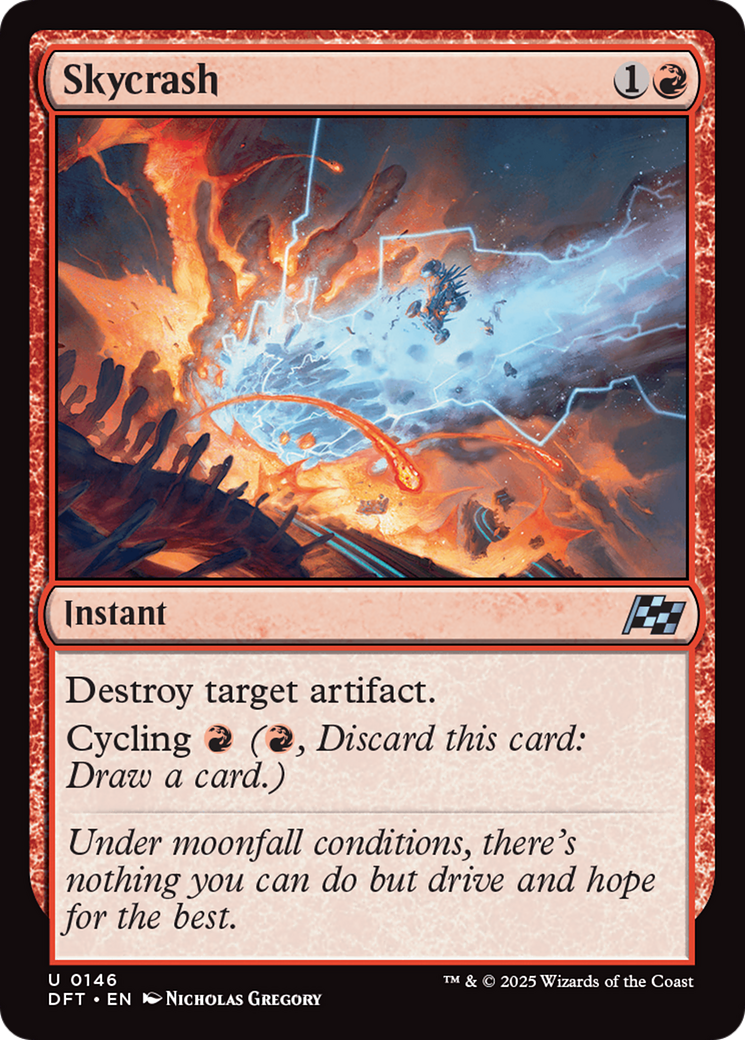 Skycrash 1
Instant
Destroy target artifact.
Cycling (, Discard this card:
Draw a card.)
Under moonfall conditions, there's
nothing you can do but drive and hope
for the best.
U 0146
DFT • EN Nicholas Gregory
™ & © 2025 Wizards of the Coast